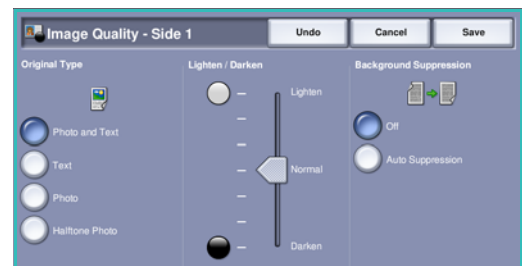 Image Quality - Side 1
Undo
Cancel
Save
Original Type
Lighten / Darken
Background Suppression
Photo and Text
Text
Photo
Halftone Photo
Lighten
Normal
Darken
Off
Auto Suppression